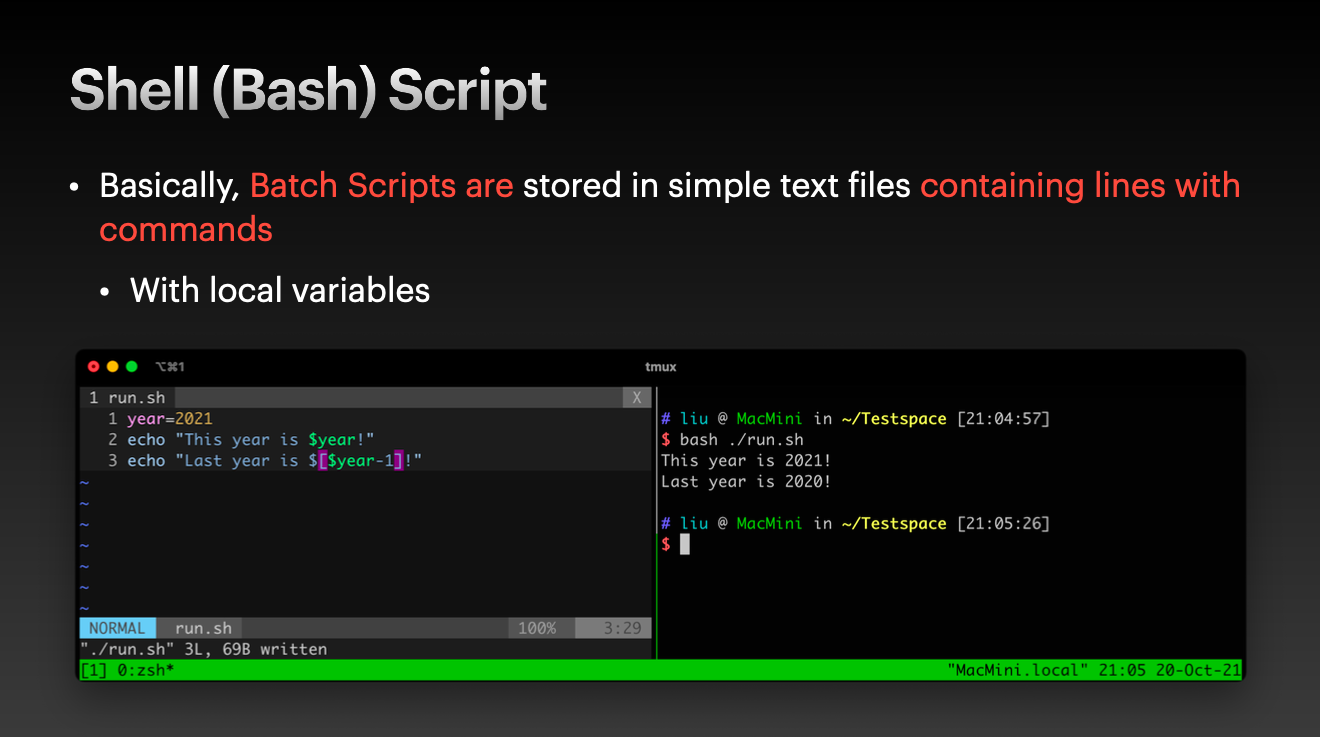 Shell (Bash) Script
• Basically, Batch Scripts are stored in simple text files containing lines with
commands
• With local variables
⌥⌘1
tmux
1 run.sh X
1 year=2021
2 echo "This year is $year!"
3 echo "Last year is $[$year-1]!"
~
~
~
~
~
~
~
NORMAL run.sh 100% 3:29
"./run.sh" 3L, 69B written
# liu @ MacMini in ~/Testspace [21:04:57]
$ bash ./run.sh
This year is 2021!
Last year is 2020!
# liu @ MacMini in ~/Testspace [21:05:26]
$
[1] 0:zsh* "MacMini.local" 21:05 20-Oct-21